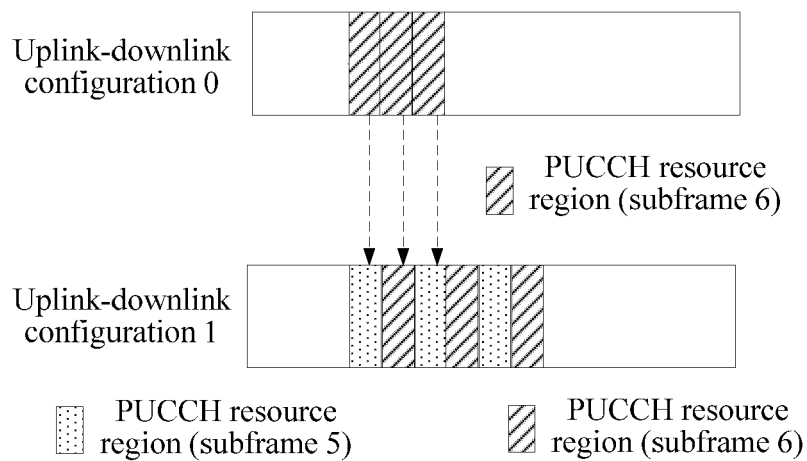 Uplink-downlink
configuration 0
PUCCH resource
region (subframe 6)
Uplink-downlink
configuration 1
PUCCH resource
region (subframe 5)
PUCCH resource
region (subframe 6)